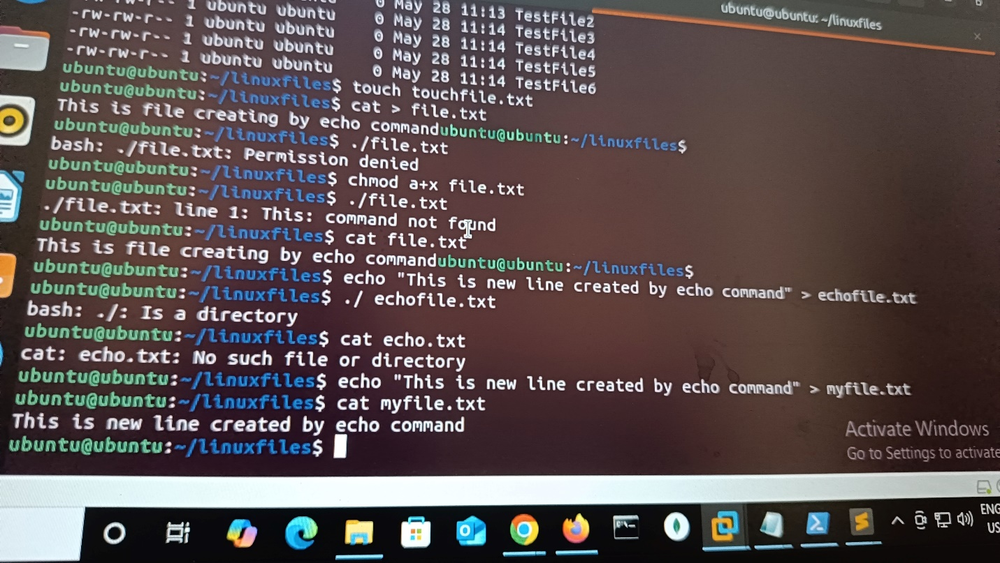 -rw-rw-r-- 1 ubuntu ubuntu 0 May 28 11:13 TestFile2
-rw-rw-r-- 1 ubuntu ubuntu 0 May 28 11:14 TestFile3
-rw-rw-r-- 1 ubuntu ubuntu 0 May 28 11:14 TestFile4
-rw-rw-r-- 1 ubuntu ubuntu 0 May 28 11:14 TestFile5
0 May 28 11:14 TestFile6
ubuntu@ubuntu: ~/linuxfiles
ubuntu@ubuntu:~/linuxfiles$ touch touchfile.txt
ubuntu@ubuntu:~/linuxfiles$ cat > file.txt
This is file creating by echo commandubuntu@ubuntu:~/linuxfiles$
ubuntu@ubuntu:~/linuxfiles$ ./file.txt
bash: ./file.txt: Permission denied
ubuntu@ubuntu:~/linuxfiles$ chmod a+x file.txt
ubuntu@ubuntu:~/linuxfiles$ ./file.txt
./file.txt: line 1: This: command not found
ubuntu@ubuntu:~/linuxfiles$ cat file.txt
This is file creating by echo commandubuntu@ubuntu:~/linuxfiles$
ubuntu@ubuntu:~/linuxfiles$ echo "This is new line created by echo command" > echofile.txt
ubuntu@ubuntu:~/linuxfiles$ ./ echofile.txt
bash: ./: Is a directory
ubuntu@ubuntu:~/linuxfiles$ cat echo.txt
cat: echo.txt: No such file or directory
ubuntu@ubuntu:~/linuxfiles$ echo "This is new line created by echo command" > myfile.txt
ubuntu@ubuntu:~/linuxfiles$ cat myfile.txt
This is new line created by echo command
ubuntu@ubuntu:~/linuxfiles$
Activate Windows
Go to Settings to activate
ENG
US